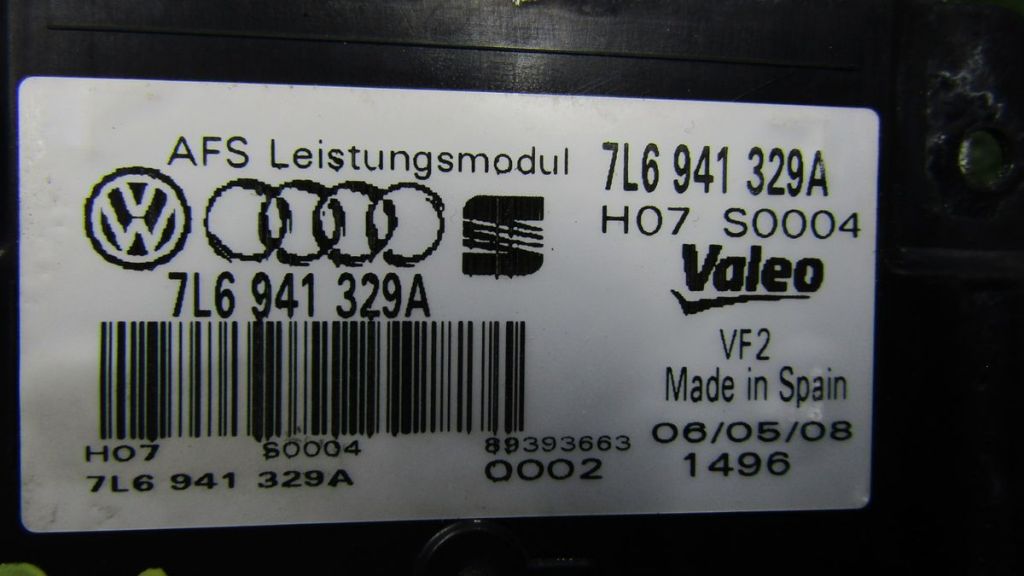 AFS Leistungsmodul
7L6 941 329A
H07 S0004
7L6 941 329A
Valeo
VF2
Made in Spain
H07 S0004 89393663
06/05/08
7L6 941 329A 0002
1496